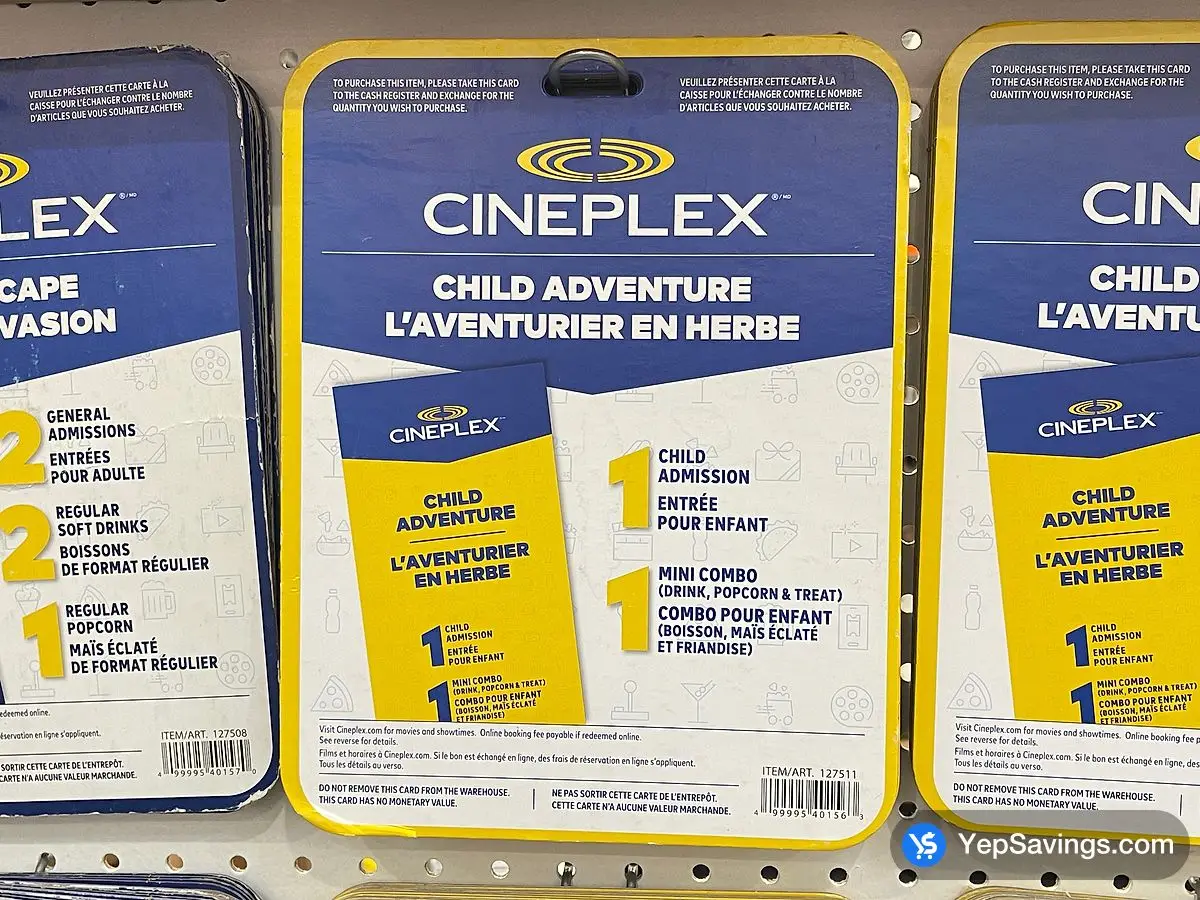 VEUILLEZ PRÉSENTER CETTE CARTE À LA
CAISSE POUR L'ÉCHANGER CONTRE LE NOMBRE
D'ARTICLES QUE VOUS SOUHAITEZ ACHETER.
LEX ®/MD
CAPE
VASION
2 GENERAL
ADMISSIONS
ENTRÉES
POUR ADULTE
2 REGULAR
SOFT DRINKS
BOISSONS
DE FORMAT RÉGULIER
1 REGULAR
POPCORN
MAÏS ÉCLATÉ
DE FORMAT RÉGULIER
edeemed online.
éservation en ligne s'appliquent.
SORTIR CETTE CARTE DE L'ENTREPÔT.
CARTE N'A AUCUNE VALEUR MARCHANDE.
ITEM/ART. 127508
4 99995 40157 0
TO PURCHASE THIS ITEM, PLEASE TAKE THIS CARD
TO THE CASH REGISTER AND EXCHANGE FOR THE
QUANTITY YOU WISH TO PURCHASE.
VEUILLEZ PRÉSENTER CETTE CARTE À LA
CAISSE POUR L'ÉCHANGER CONTRE LE NOMBRE
D'ARTICLES QUE VOUS SOUHAITEZ ACHETER.
CINEPLEX ®/MD
CHILD ADVENTURE
L'AVENTURIER EN HERBE
CINEPLEX
CHILD
ADVENTURE
L'AVENTURIER
EN HERBE
1 CHILD
ADMISSION
ENTRÉE
POUR ENFANT
1 MINI COMBO
(DRINK, POPCORN & TREAT)
COMBO POUR ENFANT
(BOISSON, MAÏS ÉCLATÉ
ET FRIANDISE)
1 CHILD
ADMISSION
ENTRÉE
POUR ENFANT
1 MINI COMBO
(DRINK, POPCORN & TREAT)
COMBO POUR ENFANT
(BOISSON, MAÏS ÉCLATÉ
ET FRIANDISE)
Visit Cineplex.com for movies and showtimes. Online booking fee payable if redeemed online.
See reverse for details.
Films et horaires à Cineplex.com. Si le bon est échangé en ligne, des frais de réservation en ligne s'appliquent.
Tous les détails au verso.
DO NOT REMOVE THIS CARD FROM THE WAREHOUSE.
THIS CARD HAS NO MONETARY VALUE.
NE PAS SORTIR CETTE CARTE DE L'ENTREPÔT.
CETTE CARTE N'A AUCUNE VALEUR MARCHANDE.
ITEM/ART. 127511
4 99995 40156 3
TO PURCHASE THIS ITEM, PLEASE TAKE THIS CARD
TO THE CASH REGISTER AND EXCHANGE FOR THE
QUANTITY YOU WISH TO PURCHASE.
CIN
CHILD
L'AVENTU
CINEPLEX
CHILD
ADVENTURE
L'AVENTURIER
EN HERBE
1 CHILD
ADMISSION
ENTRÉE
POUR ENFANT
1 MINI COMBO
(DRINK, POPCORN & TREAT)
COMBO POUR ENFANT
(BOISSON, MAÏS ÉCLATÉ
ET FRIANDISE)
Visit Cineplex.com for movies and showtimes. Online booking fee p
See reverse for details.
Films et horaires à Cineplex.com. Si le bon est échangé en ligne, des
Tous les détails au verso.
DO NOT REMOVE THIS CARD FROM THE WAREHOUSE.
THIS CARD HAS NO MONETARY VALUE.
YepSavings.com